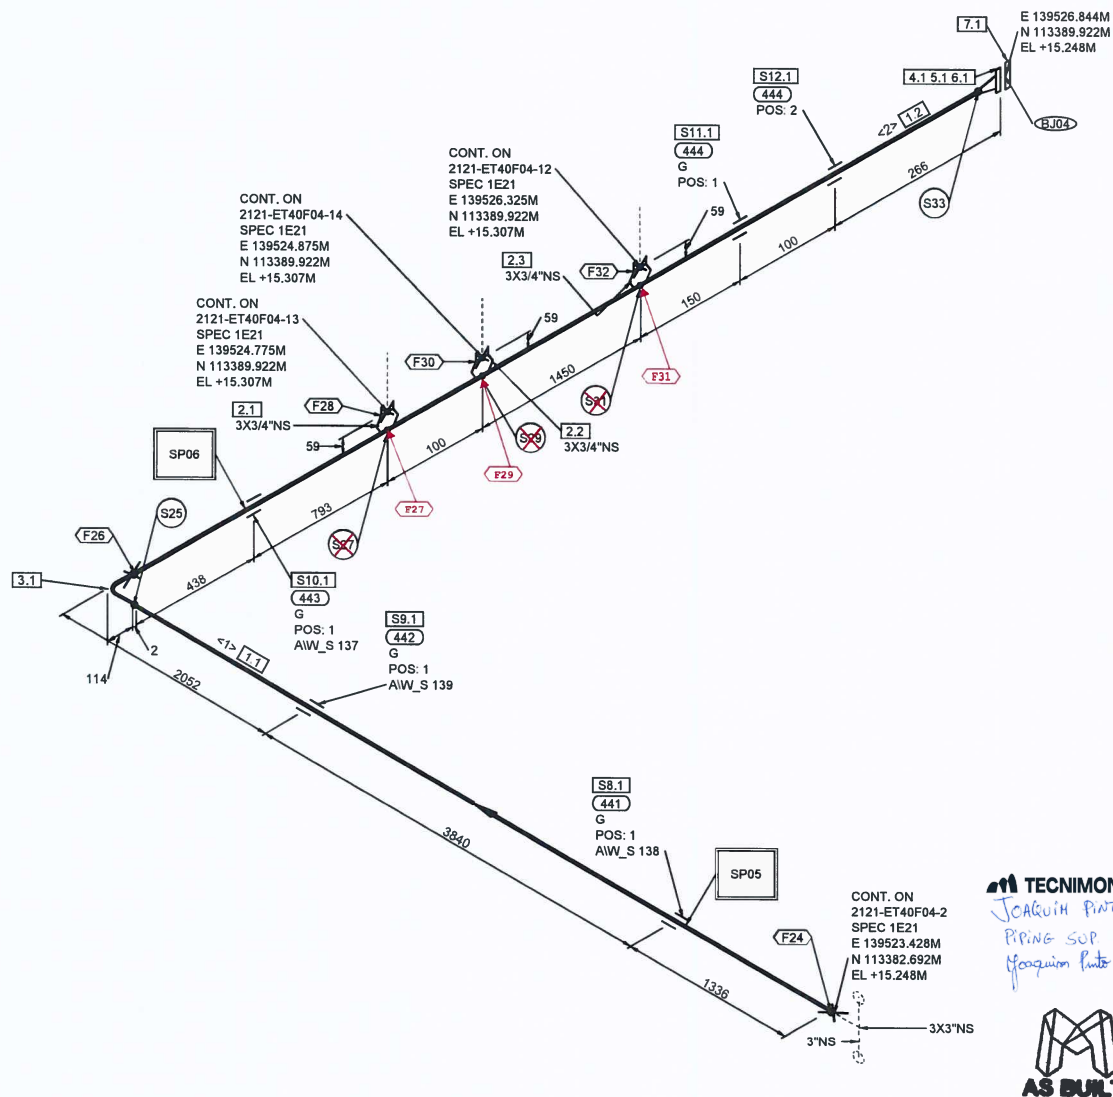 7.1
E 139526.844M
N 113389.922M
EL +15.248M
4.1 5.1 6.1
BJ04
S12.1
444
POS: 2
<2> 1.2
266
S33
S11.1
444
G
POS: 1
59
100
150
CONT. ON
2121-ET40F04-12
SPEC 1E21
E 139526.325M
N 113389.922M
EL +15.307M
2.3
3X3/4"NS
F32
F31
S31
1450
CONT. ON
2121-ET40F04-14
SPEC 1E21
E 139524.875M
N 113389.922M
EL +15.307M
59
F30
S29
2.2
3X3/4"NS
F29
100
CONT. ON
2121-ET40F04-13
SPEC 1E21
E 139524.775M
N 113389.922M
EL +15.307M
2.1
3X3/4"NS
F28
59
F27
S27
793
SP06
S25
F26
3.1
438
S10.1
443
G
POS: 1
A\W_S 137
S9.1
442
G
POS: 1
A\W_S 139
<1> 1.1
2
114
2052
3840
S8.1
441
G
POS: 1
A\W_S 138
SP05
1336
F24
CONT. ON
2121-ET40F04-2
SPEC 1E21
E 139523.428M
N 113382.692M
EL +15.248M
3X3"NS
3"NS
TECNIMON
JOAQUIM PINT
PIPING SUP.
Joaquim Pinto
AS BUILT